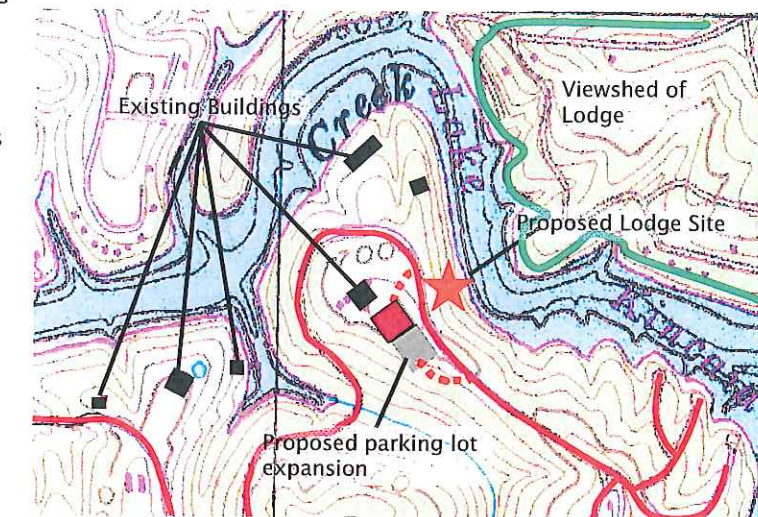 s
s
Existing Buildings
Creek
Lake
Viewshed of
Lodge
Proposed Lodge Site
700
Proposed parking lot
expansion